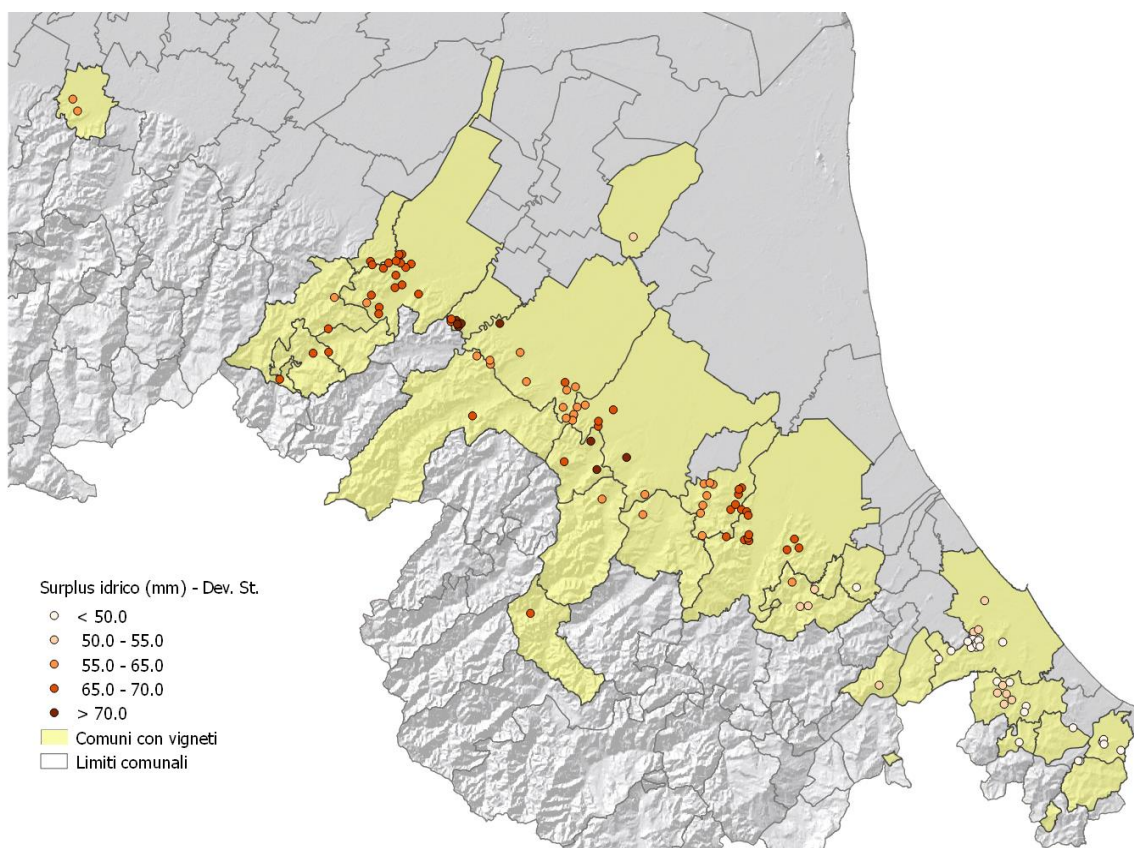 Surplus idrico (mm) - Dev. St.
< 50.0
50.0 - 55.0
55.0 - 65.0
65.0 - 70.0
> 70.0
Comuni con vigneti
Limiti comunali